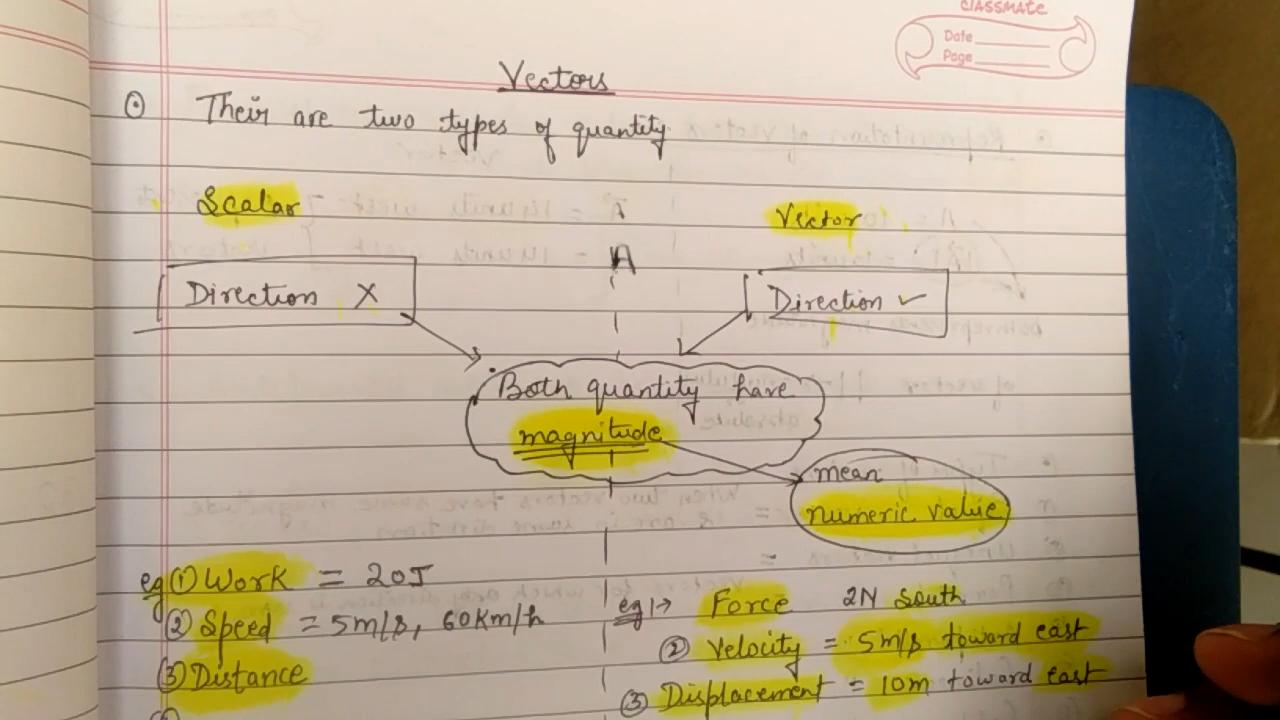 CLASSMATE
Date
Page
Vectors
Their are two types of quantity
Scalar
Vector
A
Direction X
Direction ✓
Both quantity have
magnitude
mean
numeric value
eg (1) Work = 20J
(2) Speed = 5m/s, 60Km/h
(3) Distance
eg 1→ Force 2N South
(2) Velocity = 5m/s toward east
(3) Displacement = 10m toward east